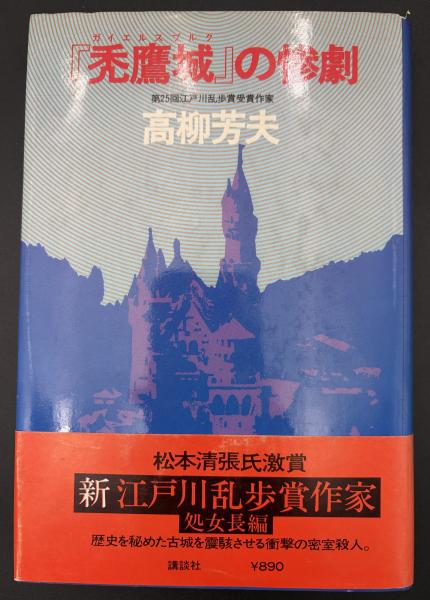 ガイエルスブルク
『禿鷹城』の惨劇
第25回江戸川乱歩賞受賞作家
高柳芳夫
松本清張氏激賞
新江戸川乱歩賞作家
処女長編
歴史を秘めた古城を震駭させる衝撃の密室殺人。
講談社 ¥890